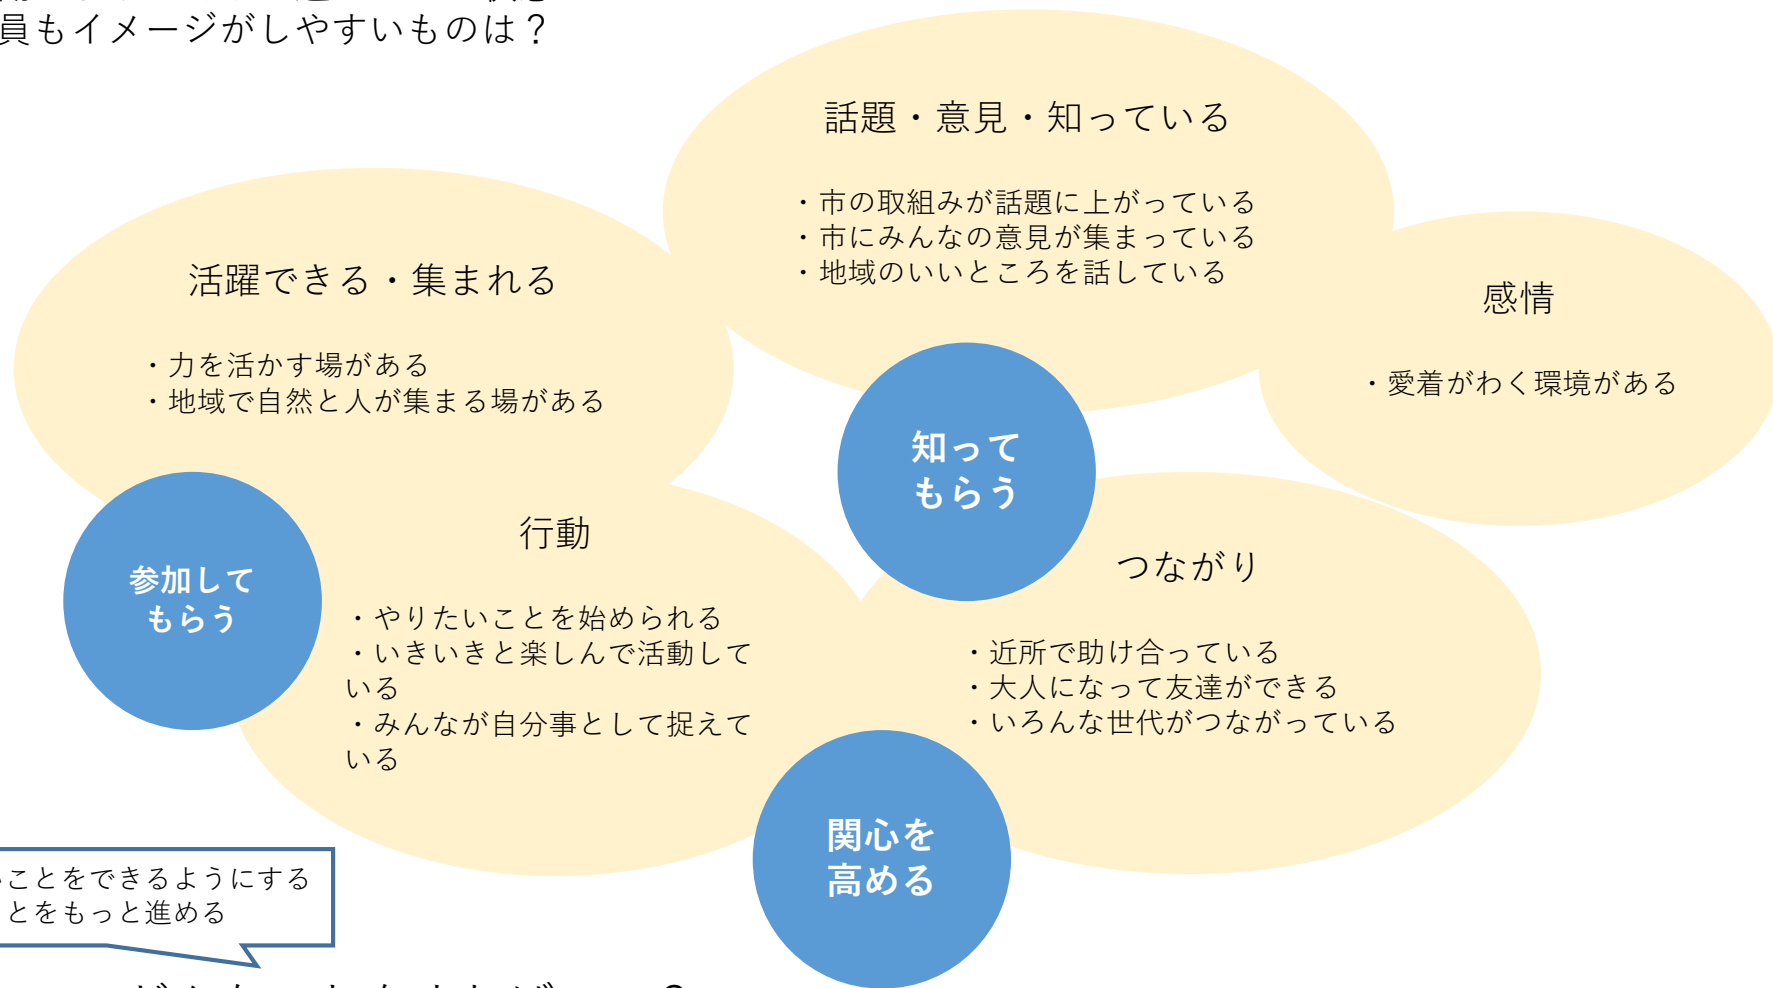 員もイメージがしやすいものは？
話題・意見・知っている
・市の取組みが話題に上がっている
・市にみんなの意見が集まっている
・地域のいいところを話している
活躍できる・集まれる
・力を活かす場がある
・地域で自然と人が集まる場がある
感情
・愛着がわく環境がある
知って
もらう
参加して
もらう
行動
・やりたいことを始められる
・いきいきと楽しんで活動して
いる
・みんなが自分事として捉えて
いる
つながり
・近所で助け合っている
・大人になって友達ができる
・いろんな世代がつながっている
関心を
高める
いことをできるようにする
とをもっと進める